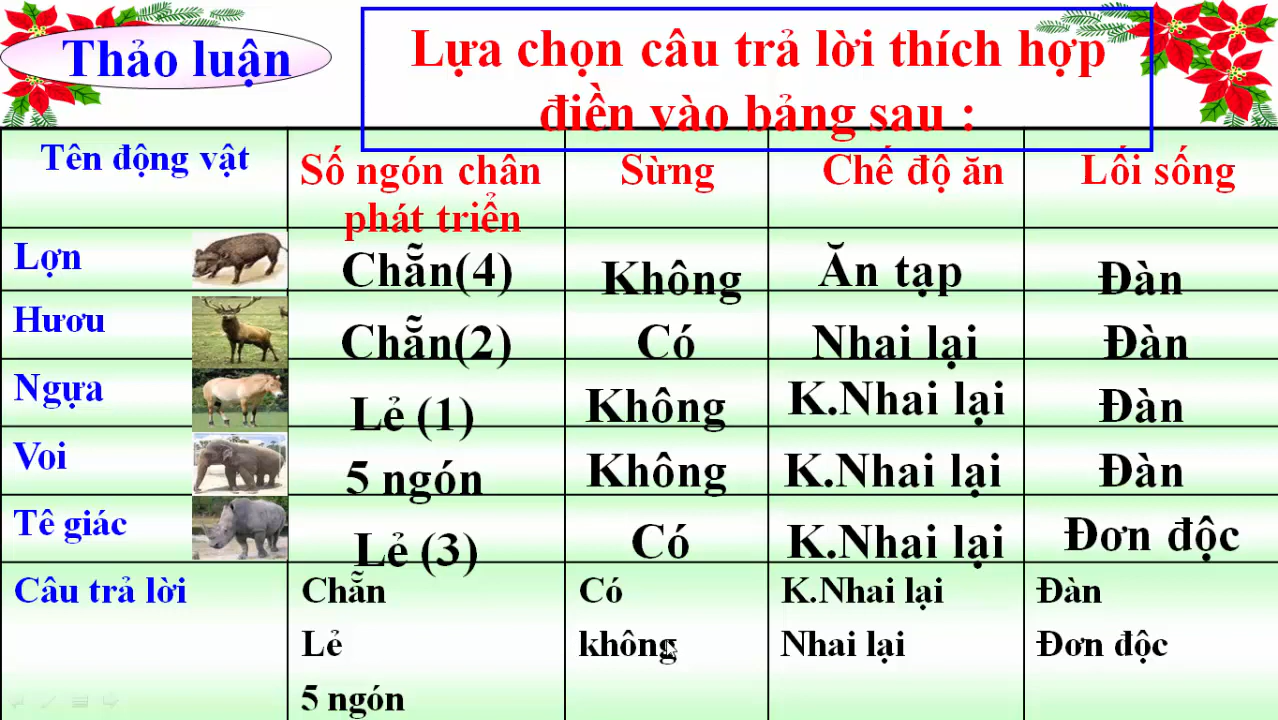 Thảo luận
Lựa chọn câu trả lời thích hợp
điền vào bảng sau :
Tên động vật
Số ngón chân
phát triển
Sừng
Chế độ ăn
Lối sống
Lợn
Chẵn(4)
Không
Ăn tạp
Đàn
Hươu
Chẵn(2)
Có
Nhai lại
Đàn
Ngựa
Lẻ (1)
Không
K.Nhai lại
Đàn
Voi
5 ngón
Không
K.Nhai lại
Đàn
Tê giác
Lẻ (3)
Có
K.Nhai lại
Đơn độc
Câu trả lời
Chẵn
Lẻ
5 ngón
Có
không
K.Nhai lại
Nhai lại
Đàn
Đơn độc